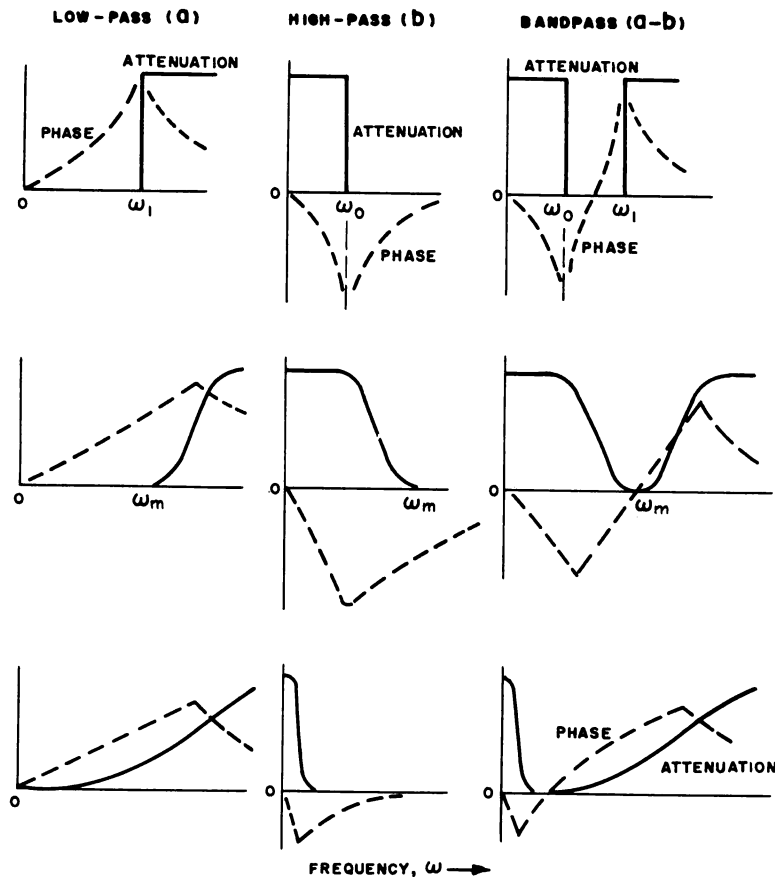 LOW-PASS (a)
HIGH-PASS (b)
BANDPASS (a-b)
ATTENUATION
PHASE
0
ω1
ATTENUATION
0
ω0
PHASE
ATTENUATION
0
ω0
ω1
PHASE
0
ωm
0
ωm
0
ωm
0
0
PHASE
ATTENUATION
0
FREQUENCY, ω